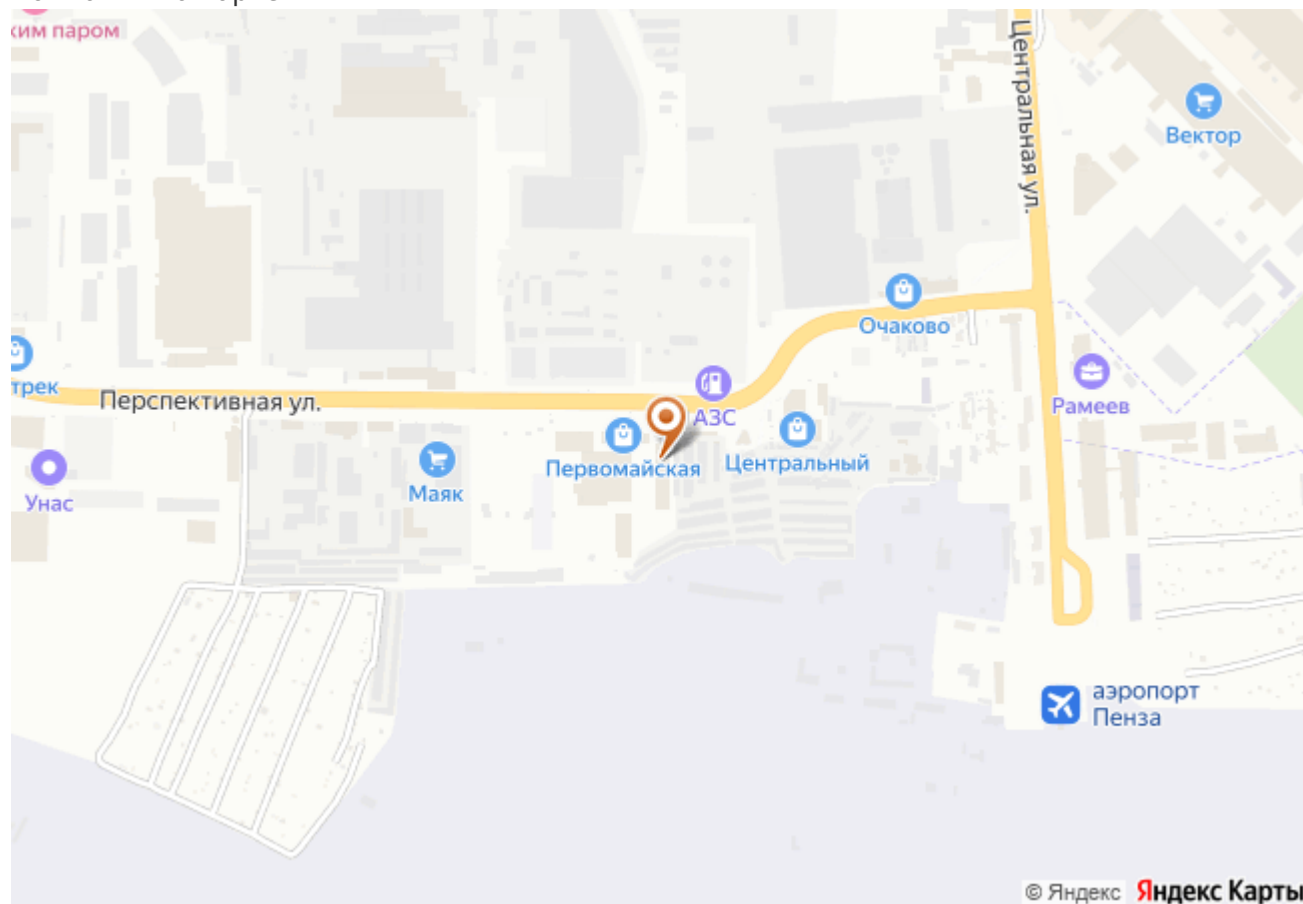 ким паром
Центральная ул.
Вектор
Очаково
трек
Перспективная ул.
АЗС
Рамеев
Первомайская
Центральный
Маяк
Унас
аэропорт
Пенза
© Яндекс Яндекс Карты